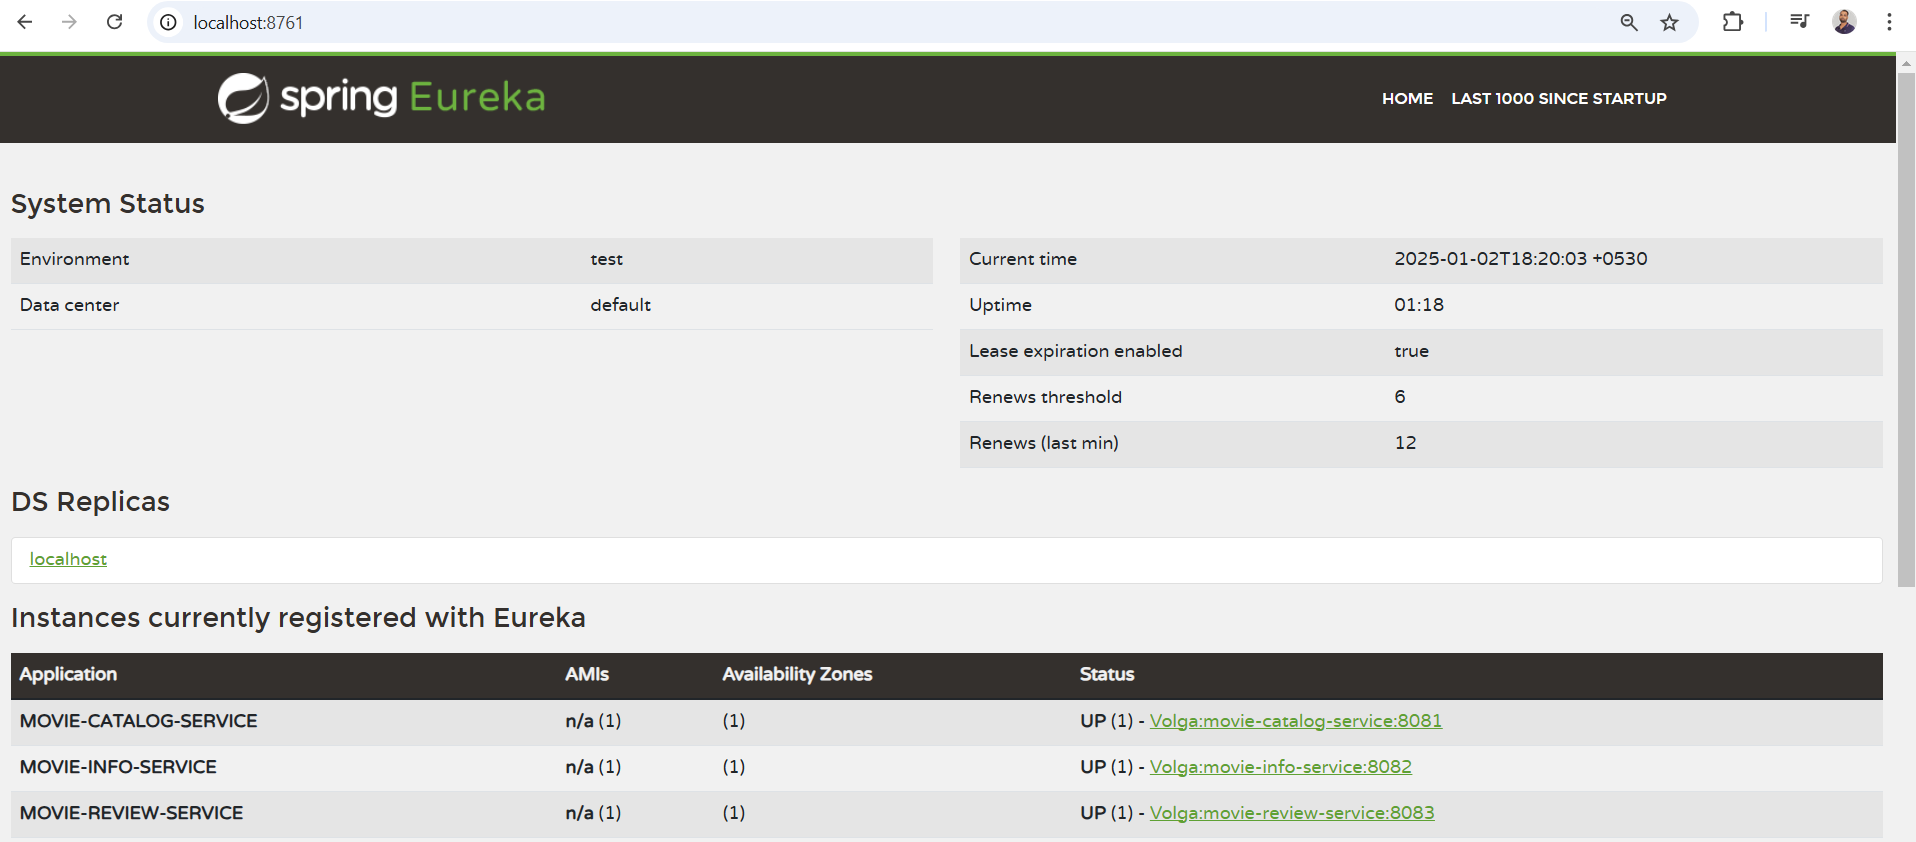 localhost:8761
spring Eureka
HOME LAST 1000 SINCE STARTUP
System Status
Environment test
Data center default
Current time 2025-01-02T18:20:03 +0530
Uptime 01:18
Lease expiration enabled true
Renews threshold 6
Renews (last min) 12
DS Replicas
localhost
Instances currently registered with Eureka
Application AMIs Availability Zones Status
MOVIE-CATALOG-SERVICE n/a (1) (1) UP (1) - Volga:movie-catalog-service:8081
MOVIE-INFO-SERVICE n/a (1) (1) UP (1) - Volga:movie-info-service:8082
MOVIE-REVIEW-SERVICE n/a (1) (1) UP (1) - Volga:movie-review-service:8083